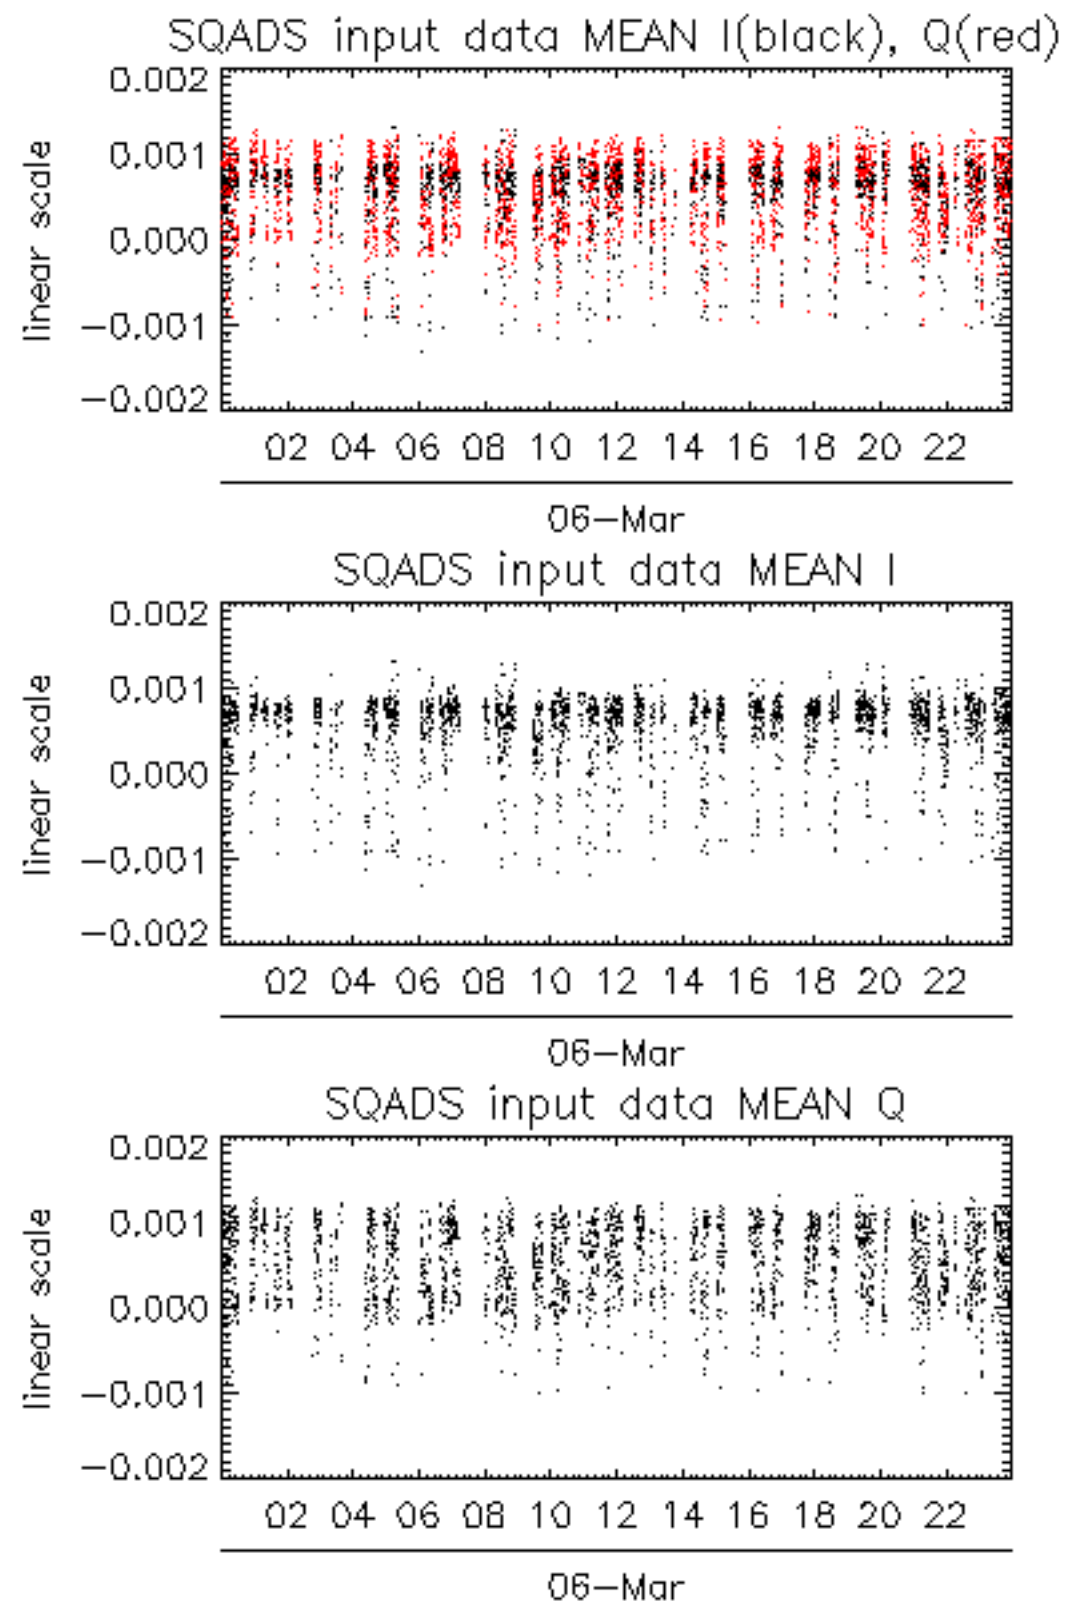 SQADS input data MEAN I(black), Q(red)
0.002
0.001
0.000
−0.001
−0.002
linear scale
02 04 06 08 10 12 14 16 18 20 22
06−Mar
SQADS input data MEAN I
0.002
0.001
0.000
−0.001
−0.002
linear scale
02 04 06 08 10 12 14 16 18 20 22
06−Mar
SQADS input data MEAN Q
0.002
0.001
0.000
−0.001
−0.002
linear scale
02 04 06 08 10 12 14 16 18 20 22
06−Mar